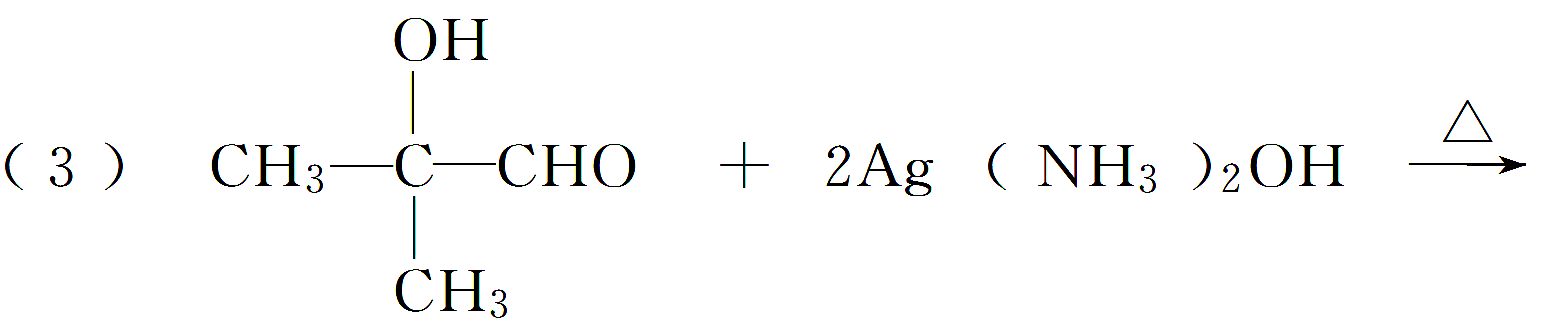 OH
(3) CH₃—C—CHO + 2Ag(NH₃)₂OH △→
CH₃